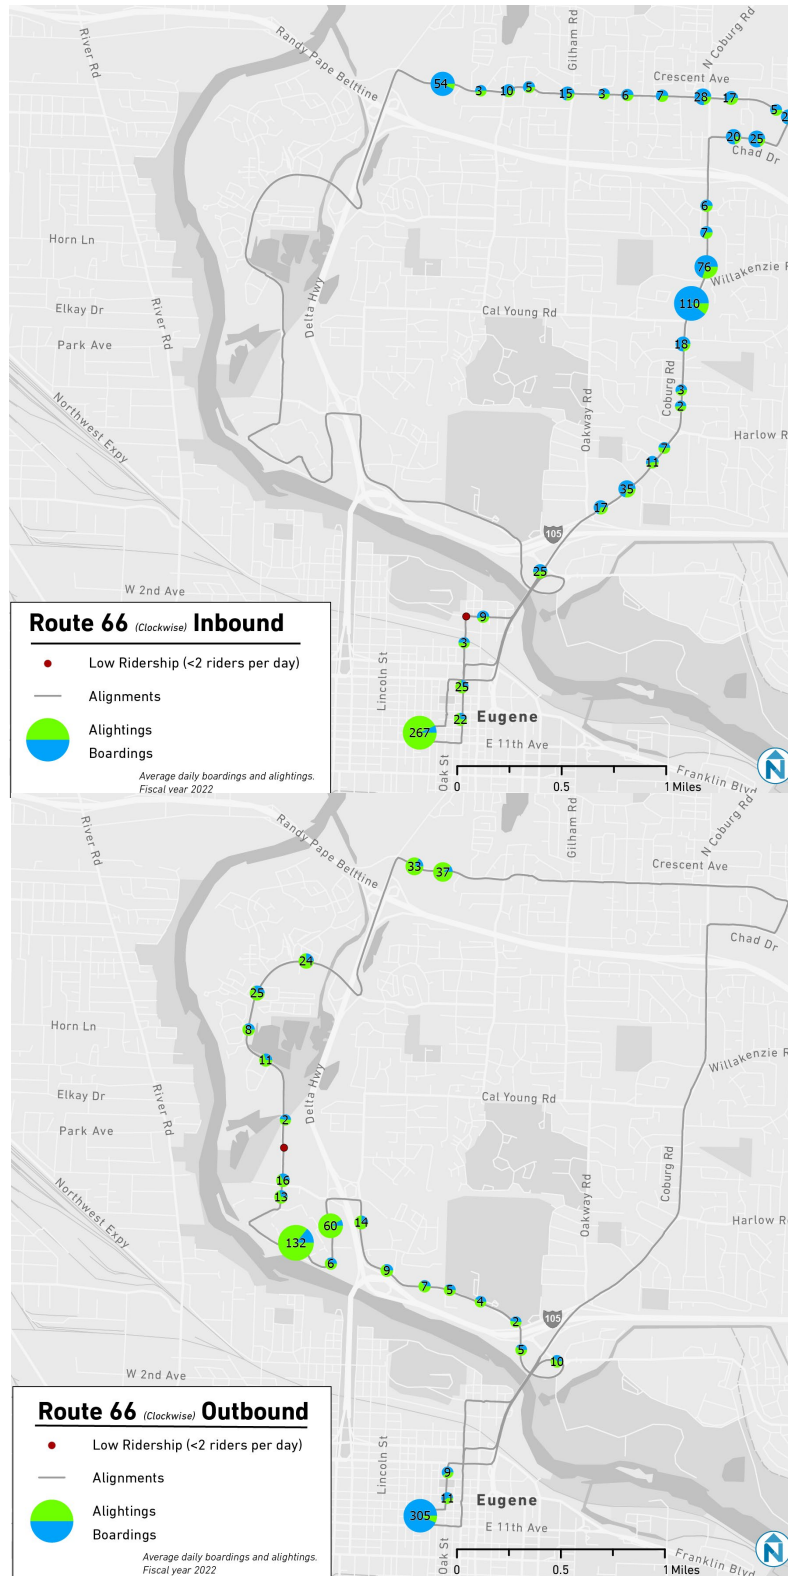 River Rd
Randy Pape Beltline
Gilham Rd
N Coburg Rd
Crescent Ave
54
3
10
5
15
3
6
7
28
17
5
20
25
Chad Dr
6
7
Horn Ln
76
Willakenzie
110
Elkay Dr
River Rd
Delta Hwy
Cal Young Rd
Park Ave
18
Coburg Rd
3
2
Northwest Expy
Oakway Rd
Harlow R
7
11
35
17
105
25
W 2nd Ave
Route 66 (Clockwise) Inbound
Low Ridership (<2 riders per day)
Alignments
Alightings
Boardings
Average daily boardings and alightings.
Fiscal year 2022
9
3
Lincoln St
25
22
Eugene
267
E 11th Ave
Oak St
0 0.5 1 Miles
Franklin Blvd
N
River Rd
Randy Pape Beltline
Gilham Rd
N Coburg Rd
Crescent Ave
33
37
Chad Dr
24
25
8
11
Horn Ln
Willakenzie R
Elkay Dr
River Rd
Delta Hwy
Cal Young Rd
2
Park Ave
16
13
Coburg Rd
Northwest Expy
Oakway Rd
Harlow R
132
60
14
6
9
7
5
4
2
105
5
10
W 2nd Ave
Route 66 (Clockwise) Outbound
Low Ridership (<2 riders per day)
Alignments
Alightings
Boardings
Average daily boardings and alightings.
Fiscal year 2022
Lincoln St
9
11
Eugene
305
E 11th Ave
Oak St
0 0.5 1 Miles
Franklin Blvd
N